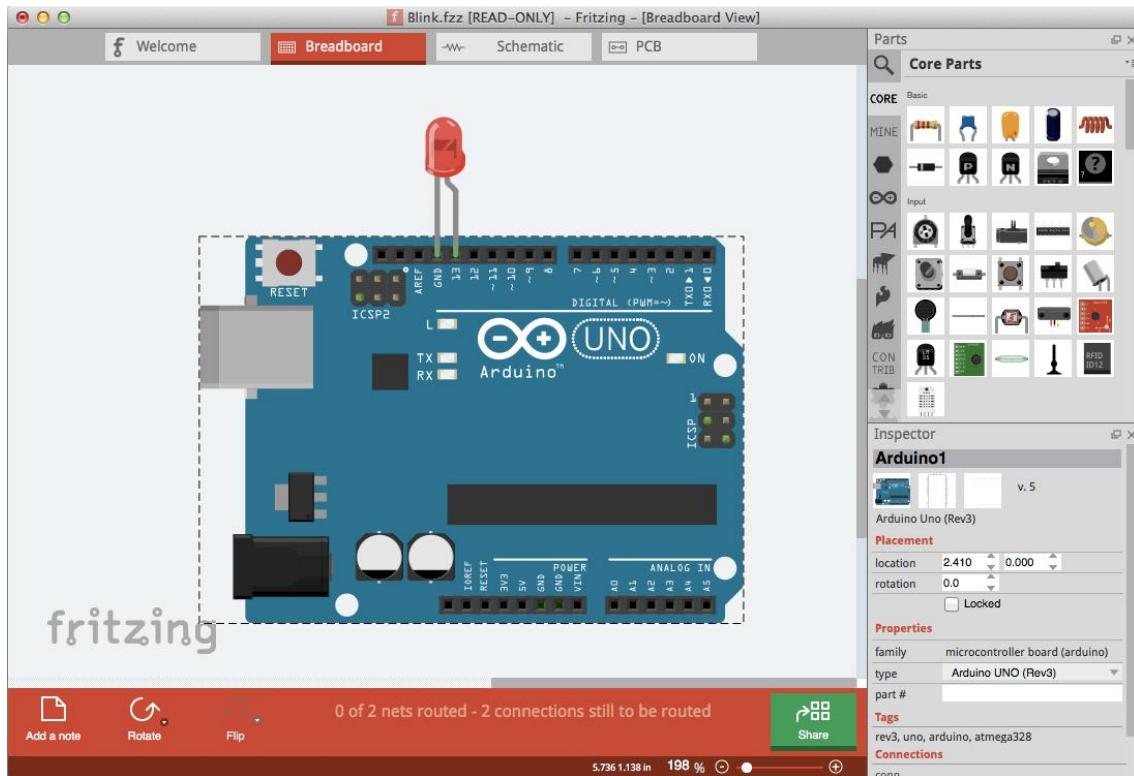 Blink.fzz [READ-ONLY] - Fritzing - [Breadboard View]
Welcome
Breadboard
Schematic
PCB
Parts
Core Parts
CORE
Basic
MINE
Input
PA
CON
TRIB
P
N
?
RFID
ID12
RESET
ICSP2
AREF
GND
13
12
~11
~10
~9
8
7
~6
~5
4
~3
2
TX0▶1
RX0◀0
DIGITAL (PWM=~)
L
TX
RX
UNO
Arduino™
ON
1
ICSP
POWER
ANALOG IN
IOREF
RESET
3V3
5V
GND
GND
VIN
A0
A1
A2
A3
A4
A5
fritzing
Inspector
Arduino1
v. 5
Arduino Uno (Rev3)
Placement
location 2.410 0.000
rotation 0.0
Locked
Properties
family microcontroller board (arduino)
type Arduino UNO (Rev3)
part #
Tags
rev3, uno, arduino, atmega328
Connections
conn
Add a note
Rotate
Flip
0 of 2 nets routed - 2 connections still to be routed
Share
5.736 1.138 in 198 %